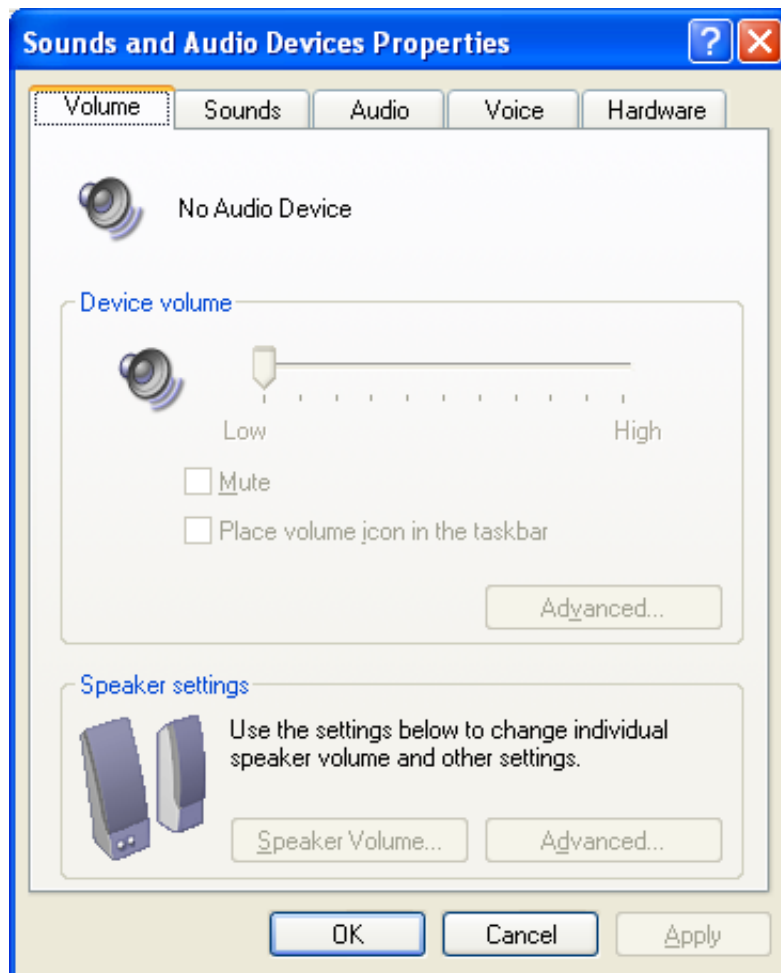 Sounds and Audio Devices Properties
Volume Sounds Audio Voice Hardware
No Audio Device
Device volume
Low High
Mute
Place volume icon in the taskbar
Advanced...
Speaker settings
Use the settings below to change individual
speaker volume and other settings.
Speaker Volume... Advanced...
OK Cancel Apply